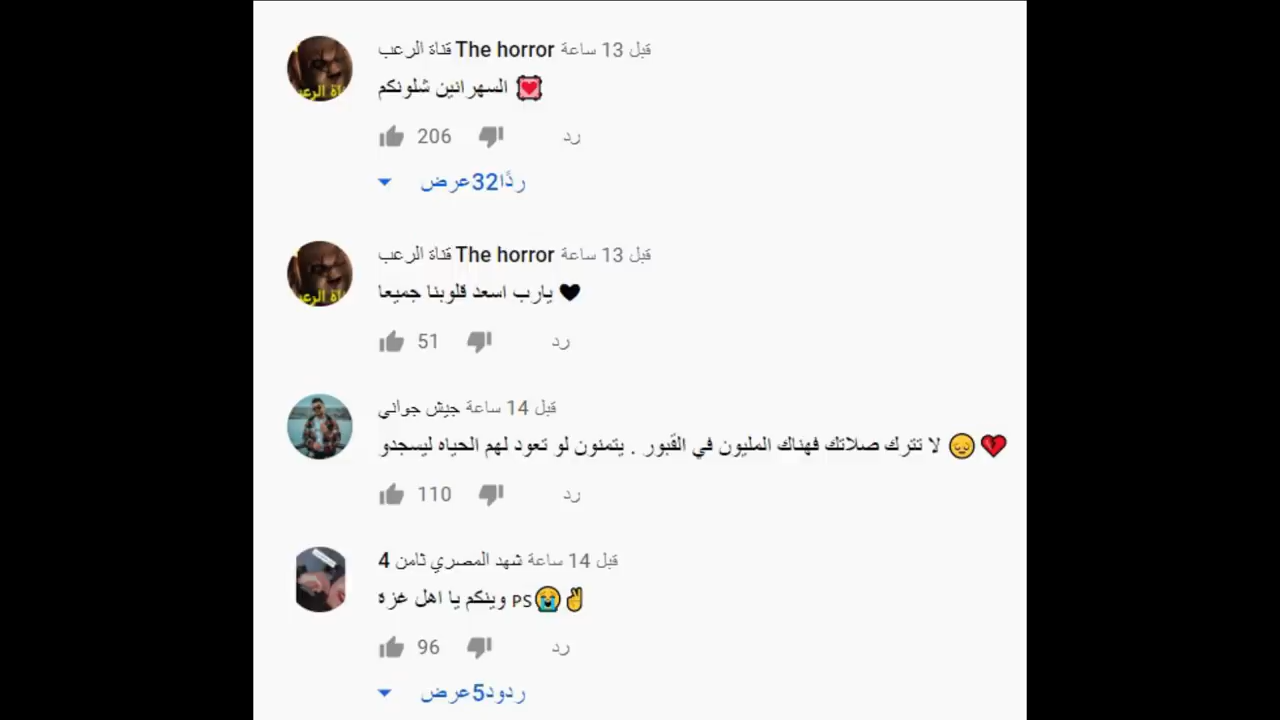 قناة الرعب The horror قبل 13 ساعة
السهرانين شلونكم 💟
206 رد
عرض 32 ردًا
قناة الرعب The horror قبل 13 ساعة
يارب اسعد قلوبنا جميعا 🖤
51 رد
جيش جواني قبل 14 ساعة
لا تترك صلاتك فهناك المليون في القبور . يتمنون لو تعود لهم الحياه ليسجدو 😔💔
110 رد
شهد المصري ثامن 4 قبل 14 ساعة
وينكم يا اهل غزه 🇵🇸😭✌
96 رد
عرض 5 ردود